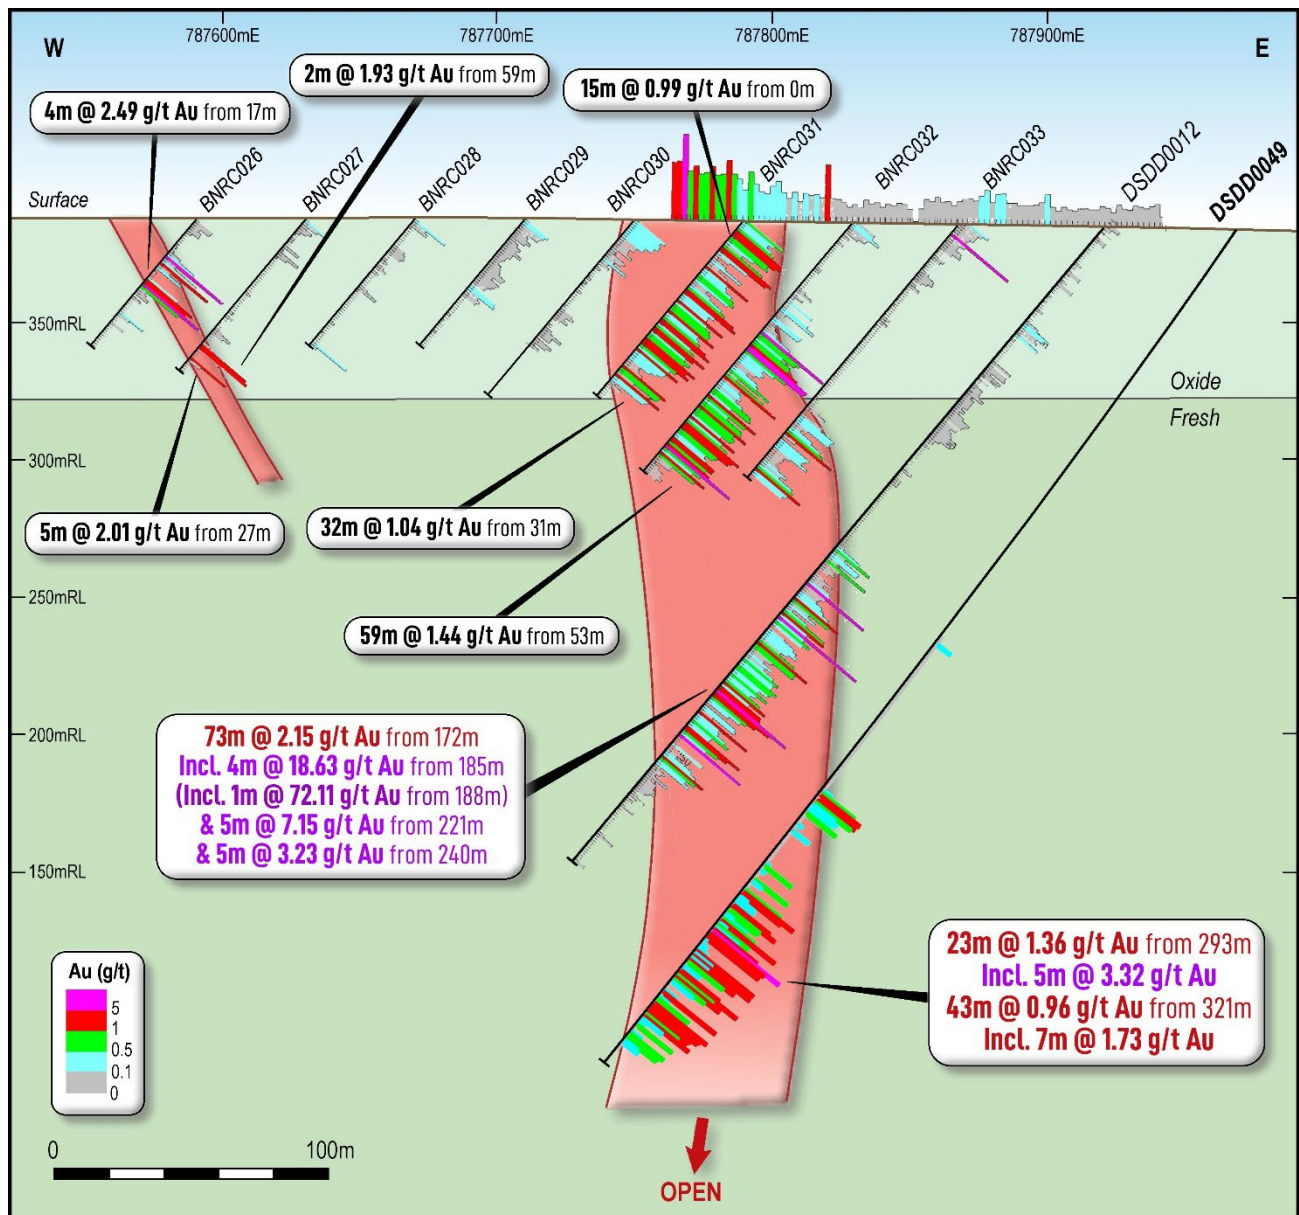 787600mE
787700mE
787800mE
787900mE
W
E
2m @ 1.93 g/t Au from 59m
4m @ 2.49 g/t Au from 17m
15m @ 0.99 g/t Au from 0m
BNRC026
BNRC027
BNRC028
BNRC029
BNRC030
BNRC031
BNRC032
BNRC033
DSDD0012
DSDD0049
Surface
350mRL
Oxide
Fresh
300mRL
5m @ 2.01 g/t Au from 27m
32m @ 1.04 g/t Au from 31m
250mRL
59m @ 1.44 g/t Au from 53m
200mRL
73m @ 2.15 g/t Au from 172m
Incl. 4m @ 18.63 g/t Au from 185m
(Incl. 1m @ 72.11 g/t Au from 188m)
& 5m @ 7.15 g/t Au from 221m
& 5m @ 3.23 g/t Au from 240m
250
150mRL
23m @ 1.36 g/t Au from 293m
Incl. 5m @ 3.32 g/t Au
43m @ 0.96 g/t Au from 321m
Incl. 7m @ 1.73 g/t Au
Au (g/t)
5
1
0.5
0.1
0
0 100m
OPEN